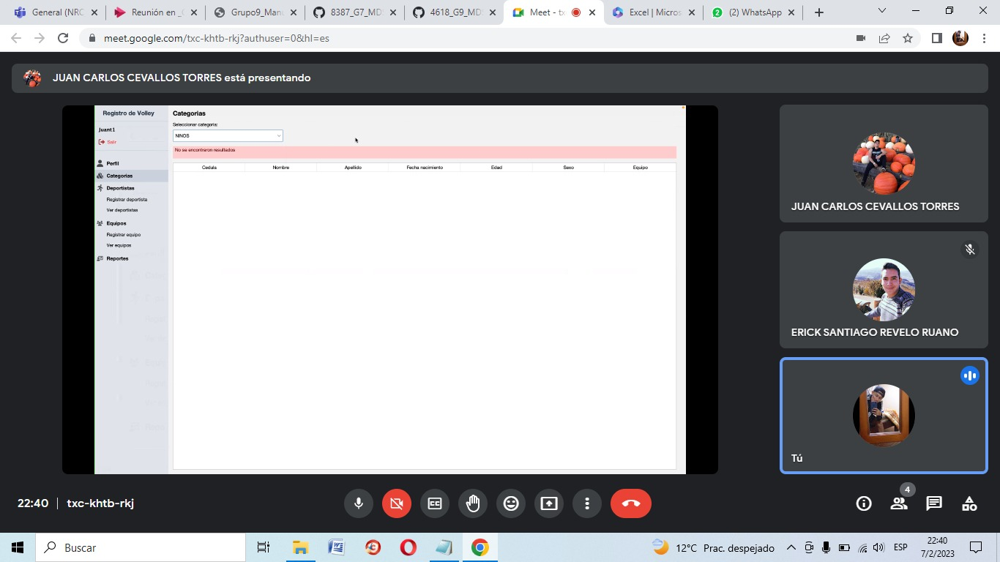 General (NRC
Reunión en _G
Grupo9_Manu
8387_G7_MDS
4618_G9_MDS
Meet - tx
Excel | Micros
(2) WhatsApp
meet.google.com/txc-khtb-rkj?authuser=0&hl=es
JUAN CARLOS CEVALLOS TORRES está presentando
Registro de Volley
Juant1
Salir
Perfil
Categorias
Deportistas
Registrar deportista
Ver deportistas
Equipos
Registrar equipo
Ver equipos
Reportes
Categorias
Seleccionar categoria:
NINOS
No se encontraron resultados
Cedula Nombre Apellido Fecha nacimiento Edad Sexo Equipo
JUAN CARLOS CEVALLOS TORRES
ERICK SANTIAGO REVELO RUANO
Tú
22:40 | txc-khtb-rkj
4
Buscar
12°C Prac. despejado
ESP
22:40
7/2/2023